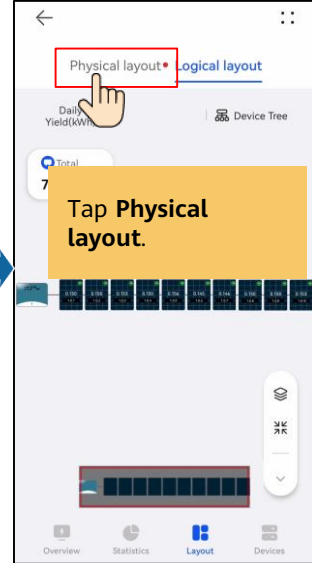 Physical layout Logical layout
Daily
Yield(kWh)
Device Tree
Total
7
Tap Physical
layout.
Overview Statistics Layout Devices